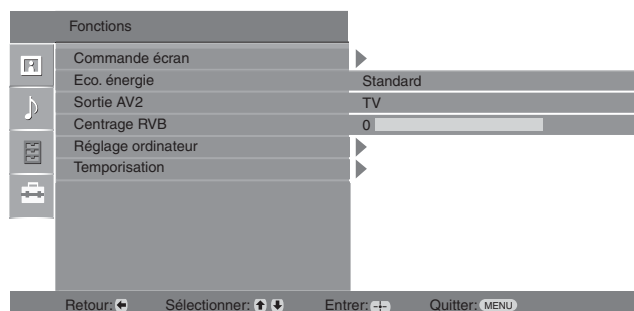 Fonctions
Commande écran
Eco. énergie Standard
Sortie AV2 TV
Centrage RVB 0
Réglage ordinateur
Temporisation
Retour: Sélectionner: Entrer: Quitter: MENU